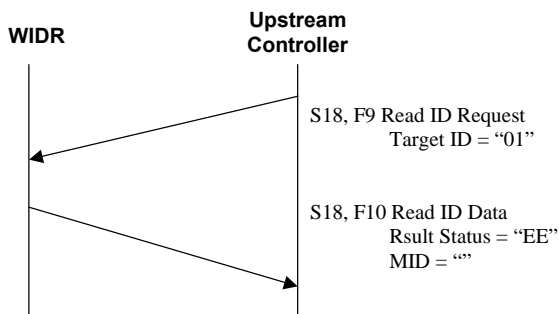 WIDR
Upstream
Controller
S18, F9 Read ID Request
Target ID = “01”
S18, F10 Read ID Data
Rsult Status = “EE”
MID = “”